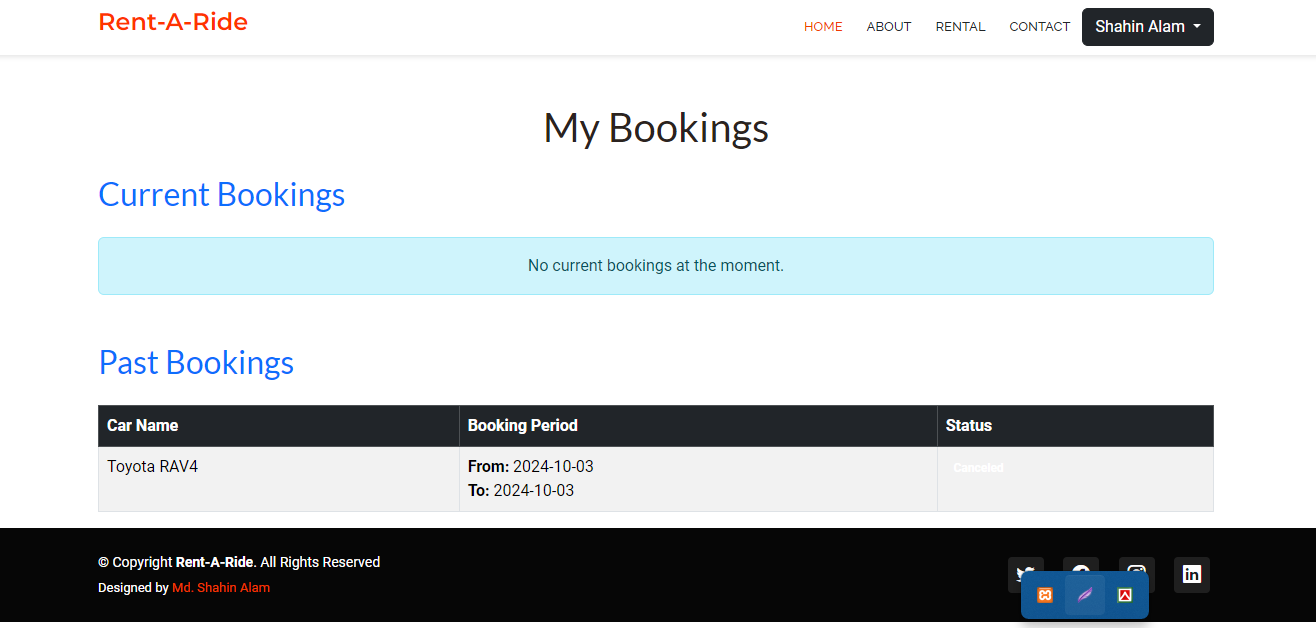 Rent-A-Ride
HOME ABOUT RENTAL CONTACT Shahin Alam
My Bookings
Current Bookings
No current bookings at the moment.
Past Bookings
Car Name Booking Period Status
Toyota RAV4 From: 2024-10-03 Canceled
To: 2024-10-03
© Copyright Rent-A-Ride. All Rights Reserved
Designed by Md. Shahin Alam
in